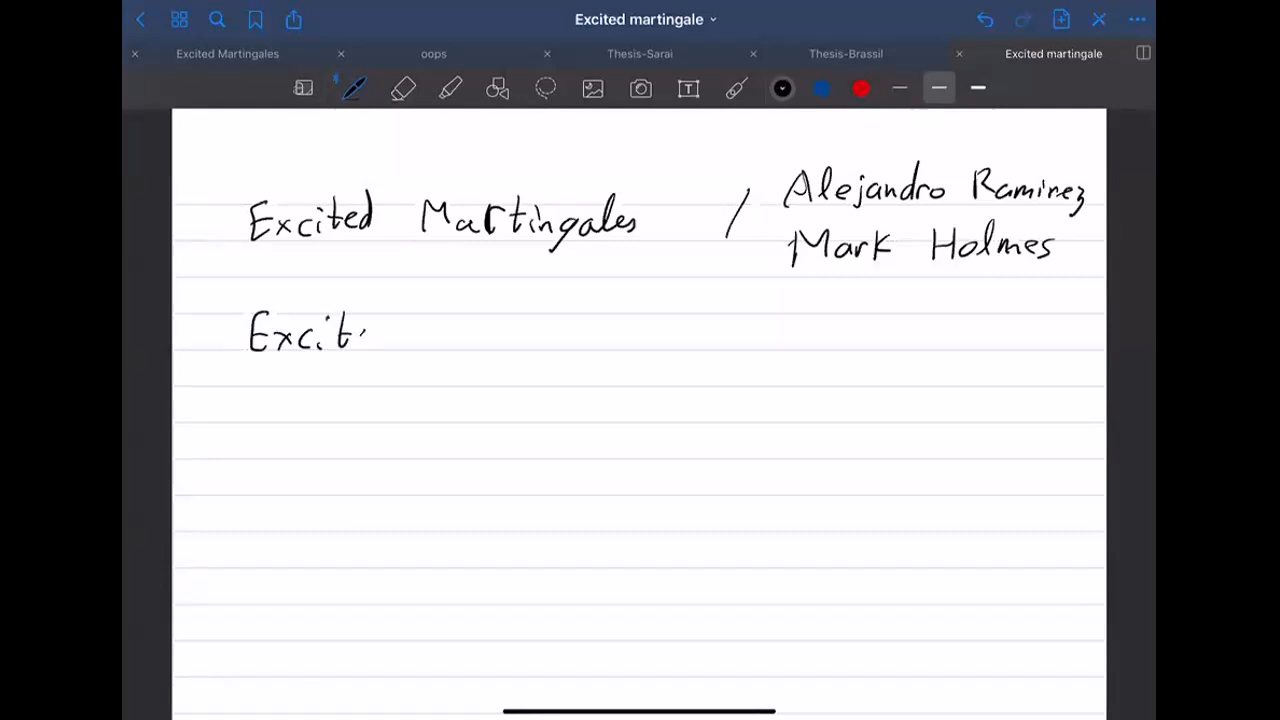 Excited martingale
Excited Martingales
oops
Thesis-Sarai
Thesis-Brassil
Excited martingale
T
Excited Martingales / Alejandro Ramirez
Mark Holmes
Excit